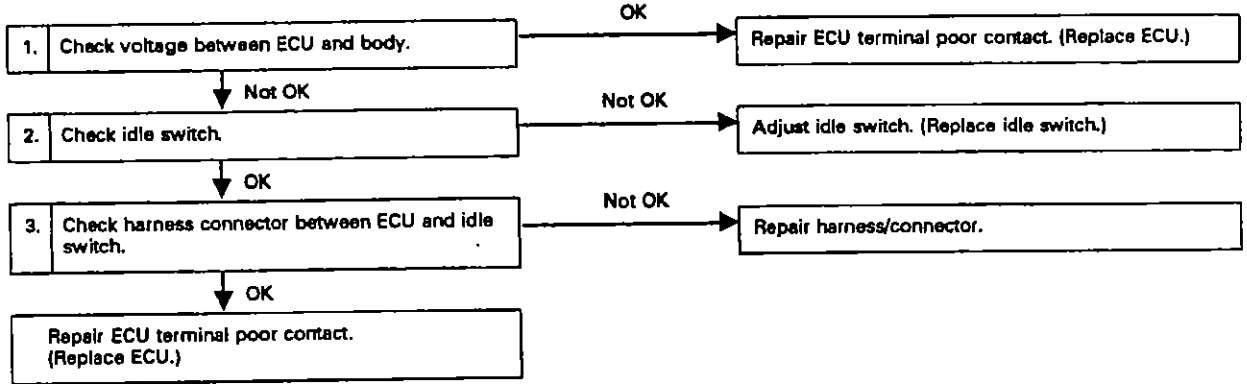 OK
1. Check voltage between ECU and body.
Repair ECU terminal poor contact. (Replace ECU.)
Not OK
Not OK
2. Check idle switch.
Adjust idle switch. (Replace idle switch.)
OK
Not OK
3. Check harness connector between ECU and idle
switch.
Repair harness/connector.
OK
Repair ECU terminal poor contact.
(Replace ECU.)